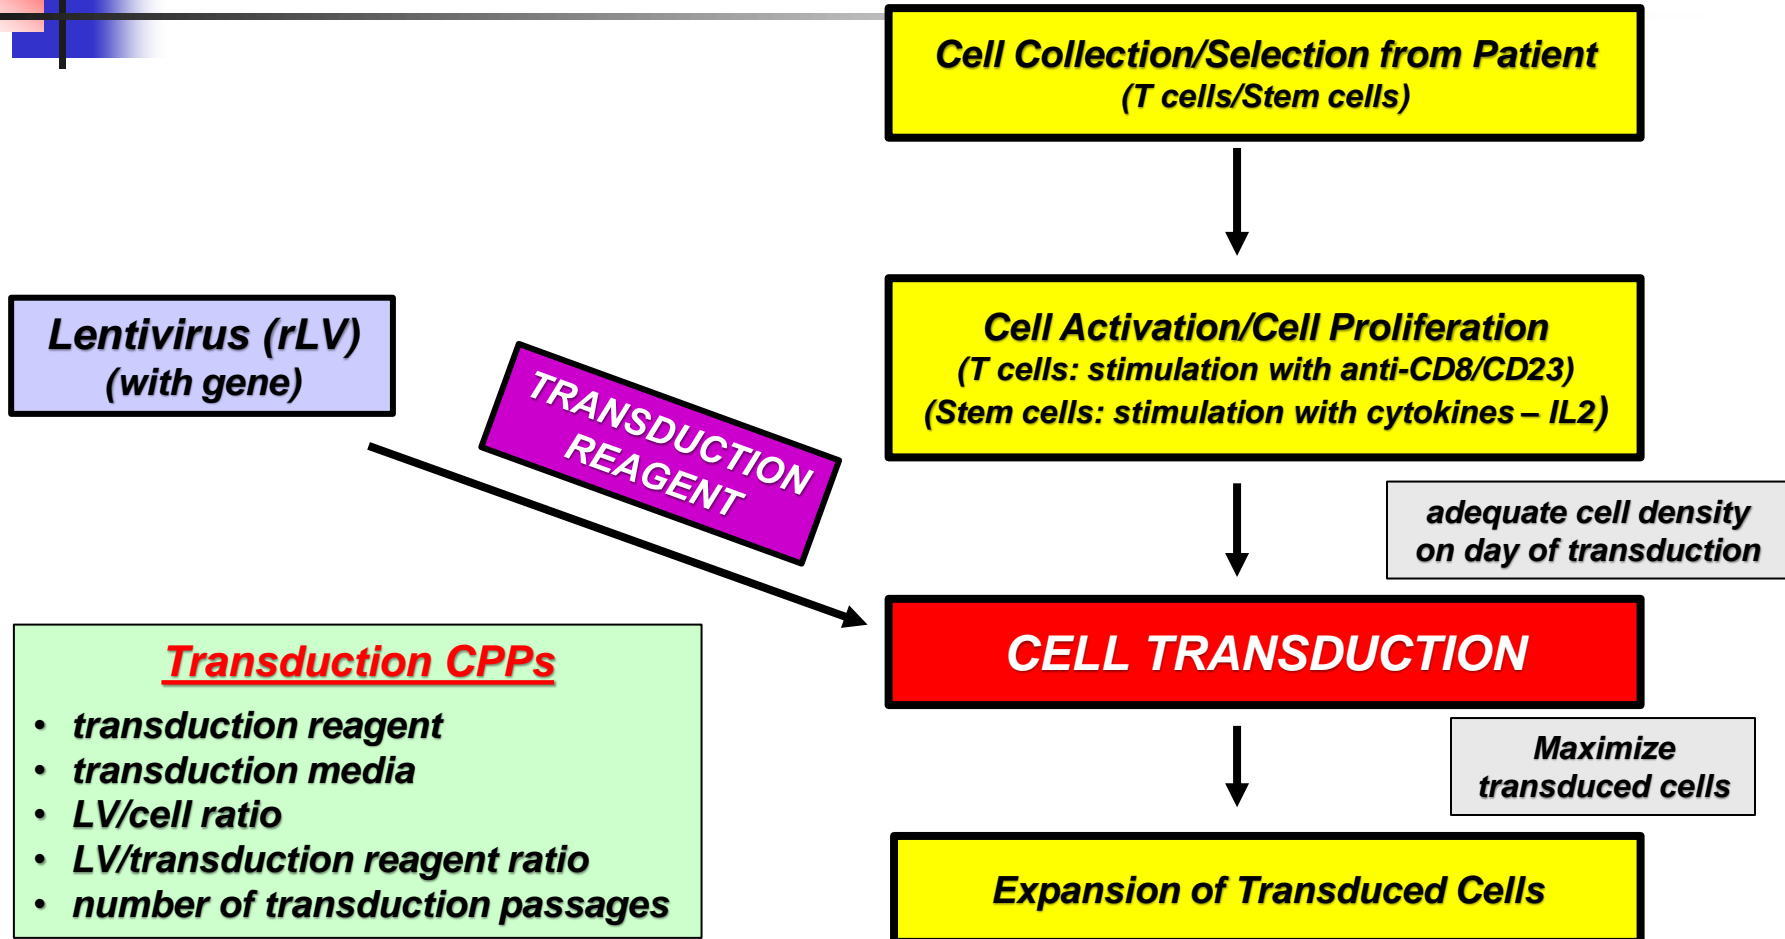 Cell Collection/Selection from Patient
(T cells/Stem cells)
Cell Activation/Cell Proliferation
(T cells: stimulation with anti-CD8/CD23)
(Stem cells: stimulation with cytokines – IL2)
Lentivirus (rLV)
(with gene)
TRANSDUCTION
REAGENT
adequate cell density
on day of transduction
CELL TRANSDUCTION
Transduction CPPs
• transduction reagent
• transduction media
• LV/cell ratio
• LV/transduction reagent ratio
• number of transduction passages
Maximize
transduced cells
Expansion of Transduced Cells